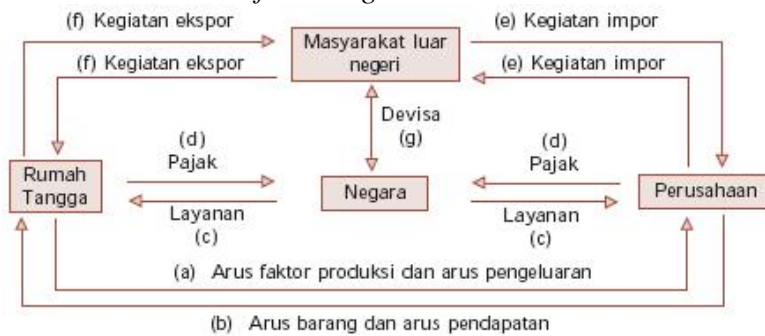 (f) Kegiatan ekspor
Masyarakat luar
negeri
(e) Kegiatan impor
(f) Kegiatan ekspor
(e) Kegiatan impor
Devisa
(g)
(d)
Pajak
(d)
Pajak
Rumah
Tangga
Negara
Perusahaan
Layanan
(c)
Layanan
(c)
(a) Arus faktor produksi dan arus pengeluaran
(b) Arus barang dan arus pendapatan